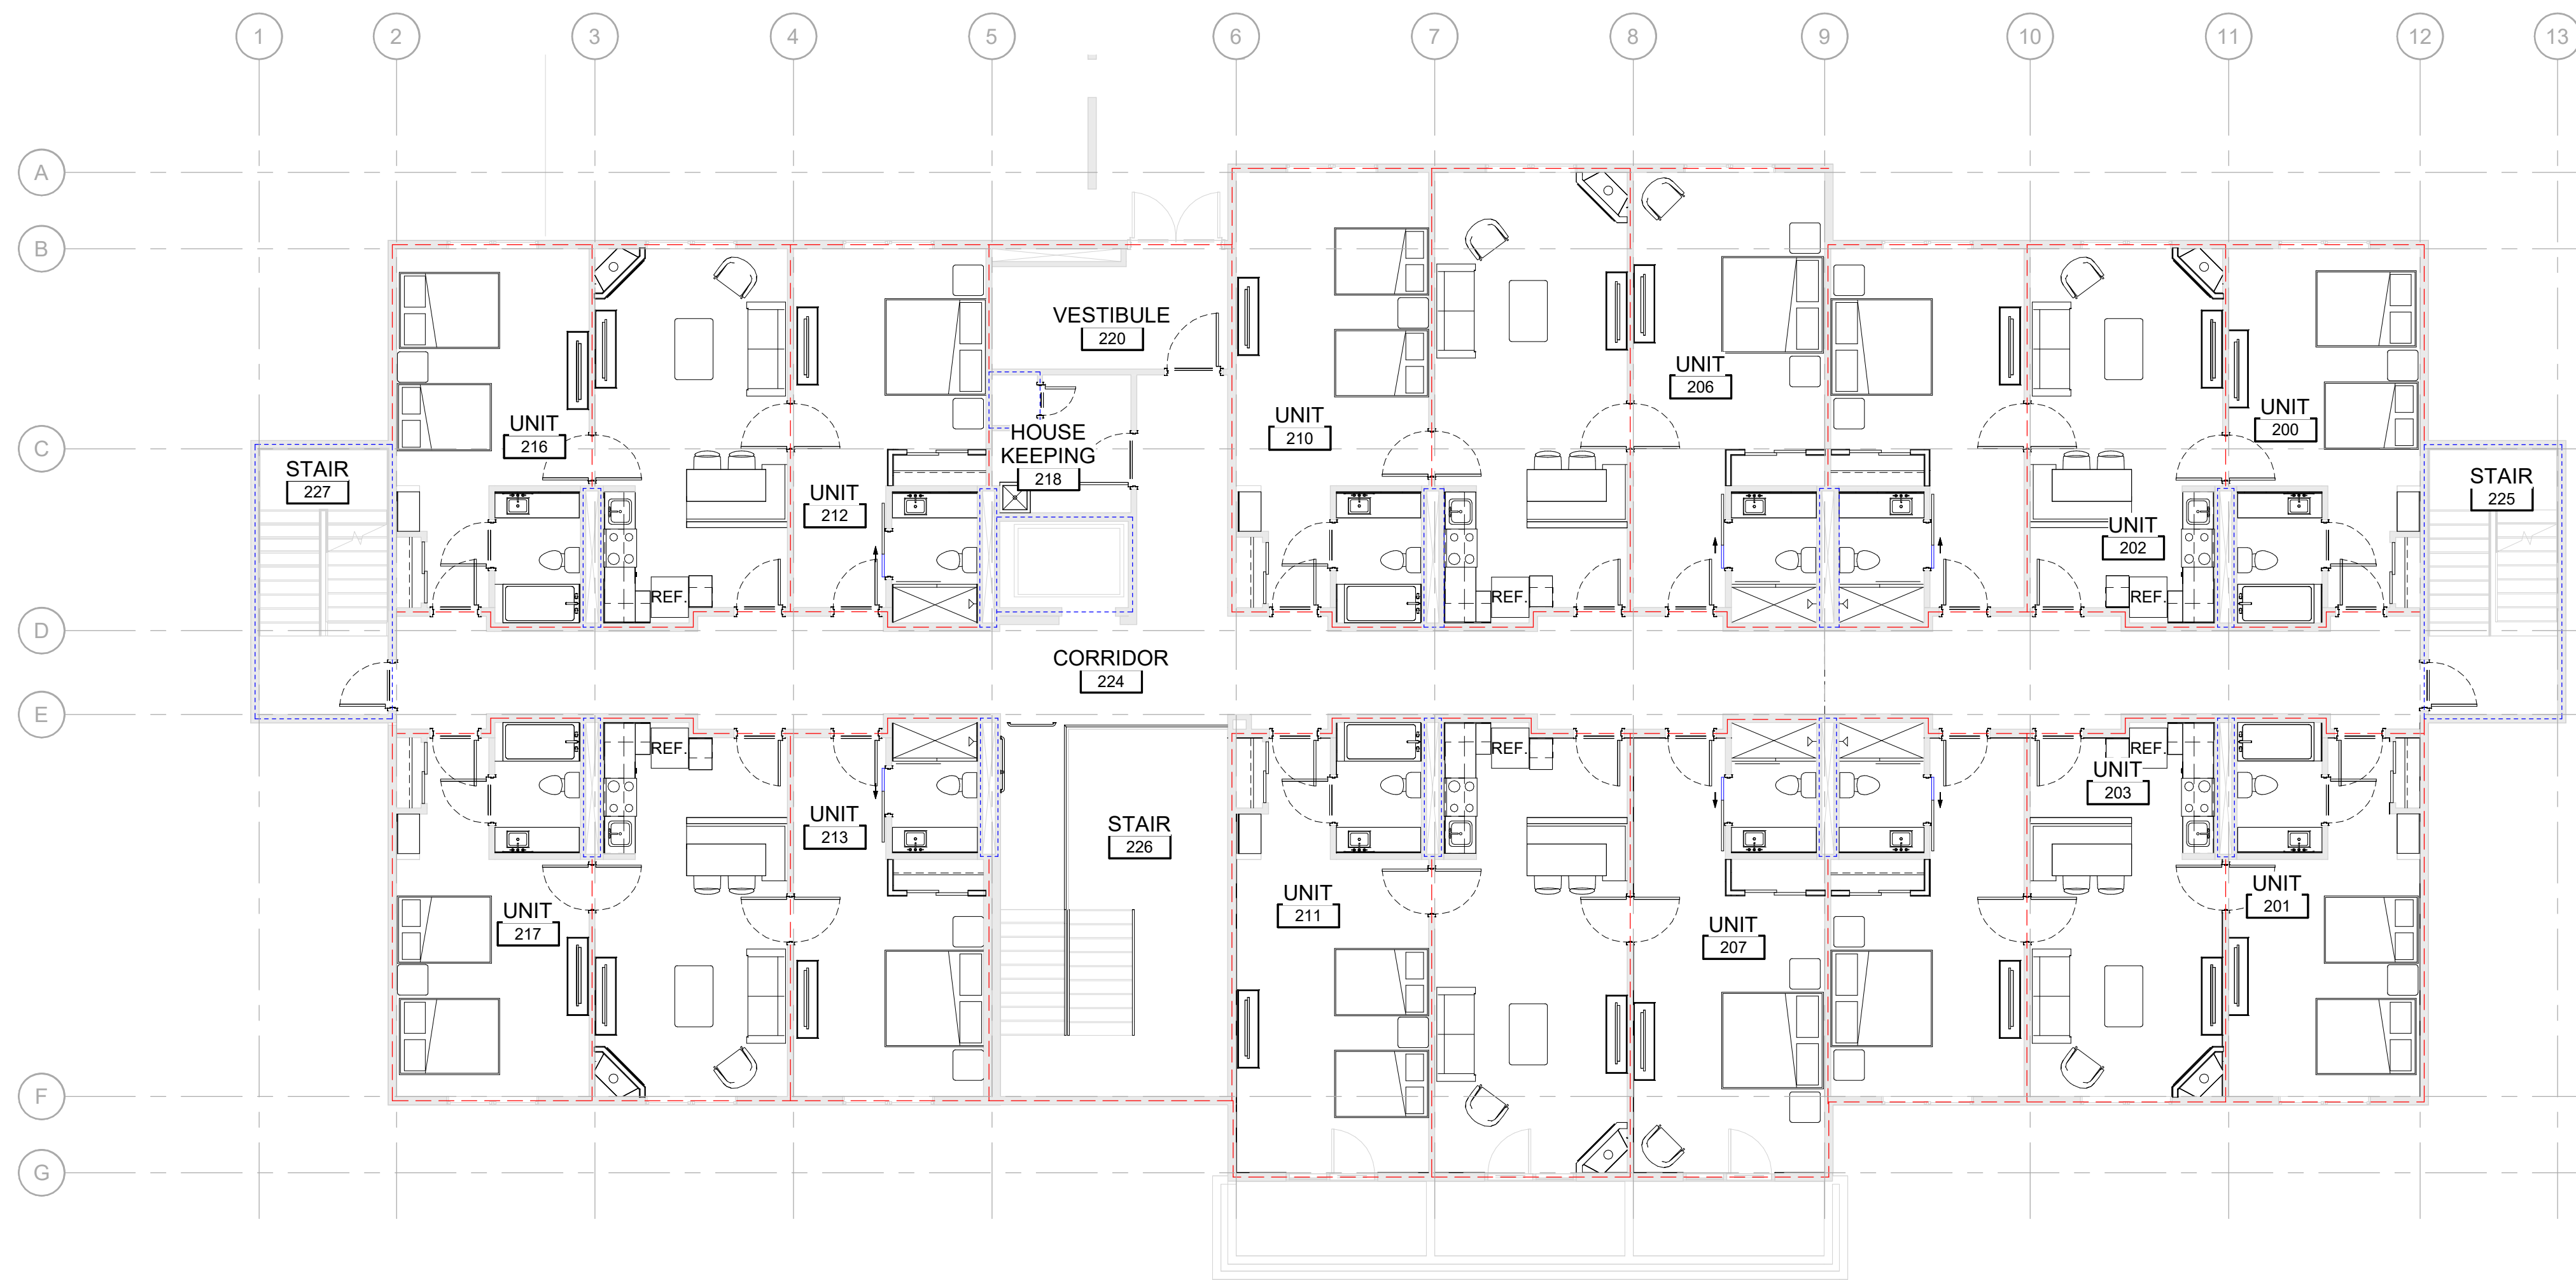 1 2 3 4 5 6 7 8 9 10 11 12 13
A
B
VESTIBULE
220
UNIT
206
UNIT
216
UNIT
210
UNIT
200
C
HOUSE
KEEPING
218
STAIR
227
STAIR
225
UNIT
212
UNIT
202
REF.
REF.
REF.
D
CORRIDOR
224
E
REF.
REF.
REF.
UNIT
203
UNIT
213
STAIR
226
UNIT
201
UNIT
211
UNIT
217
UNIT
207
F
G